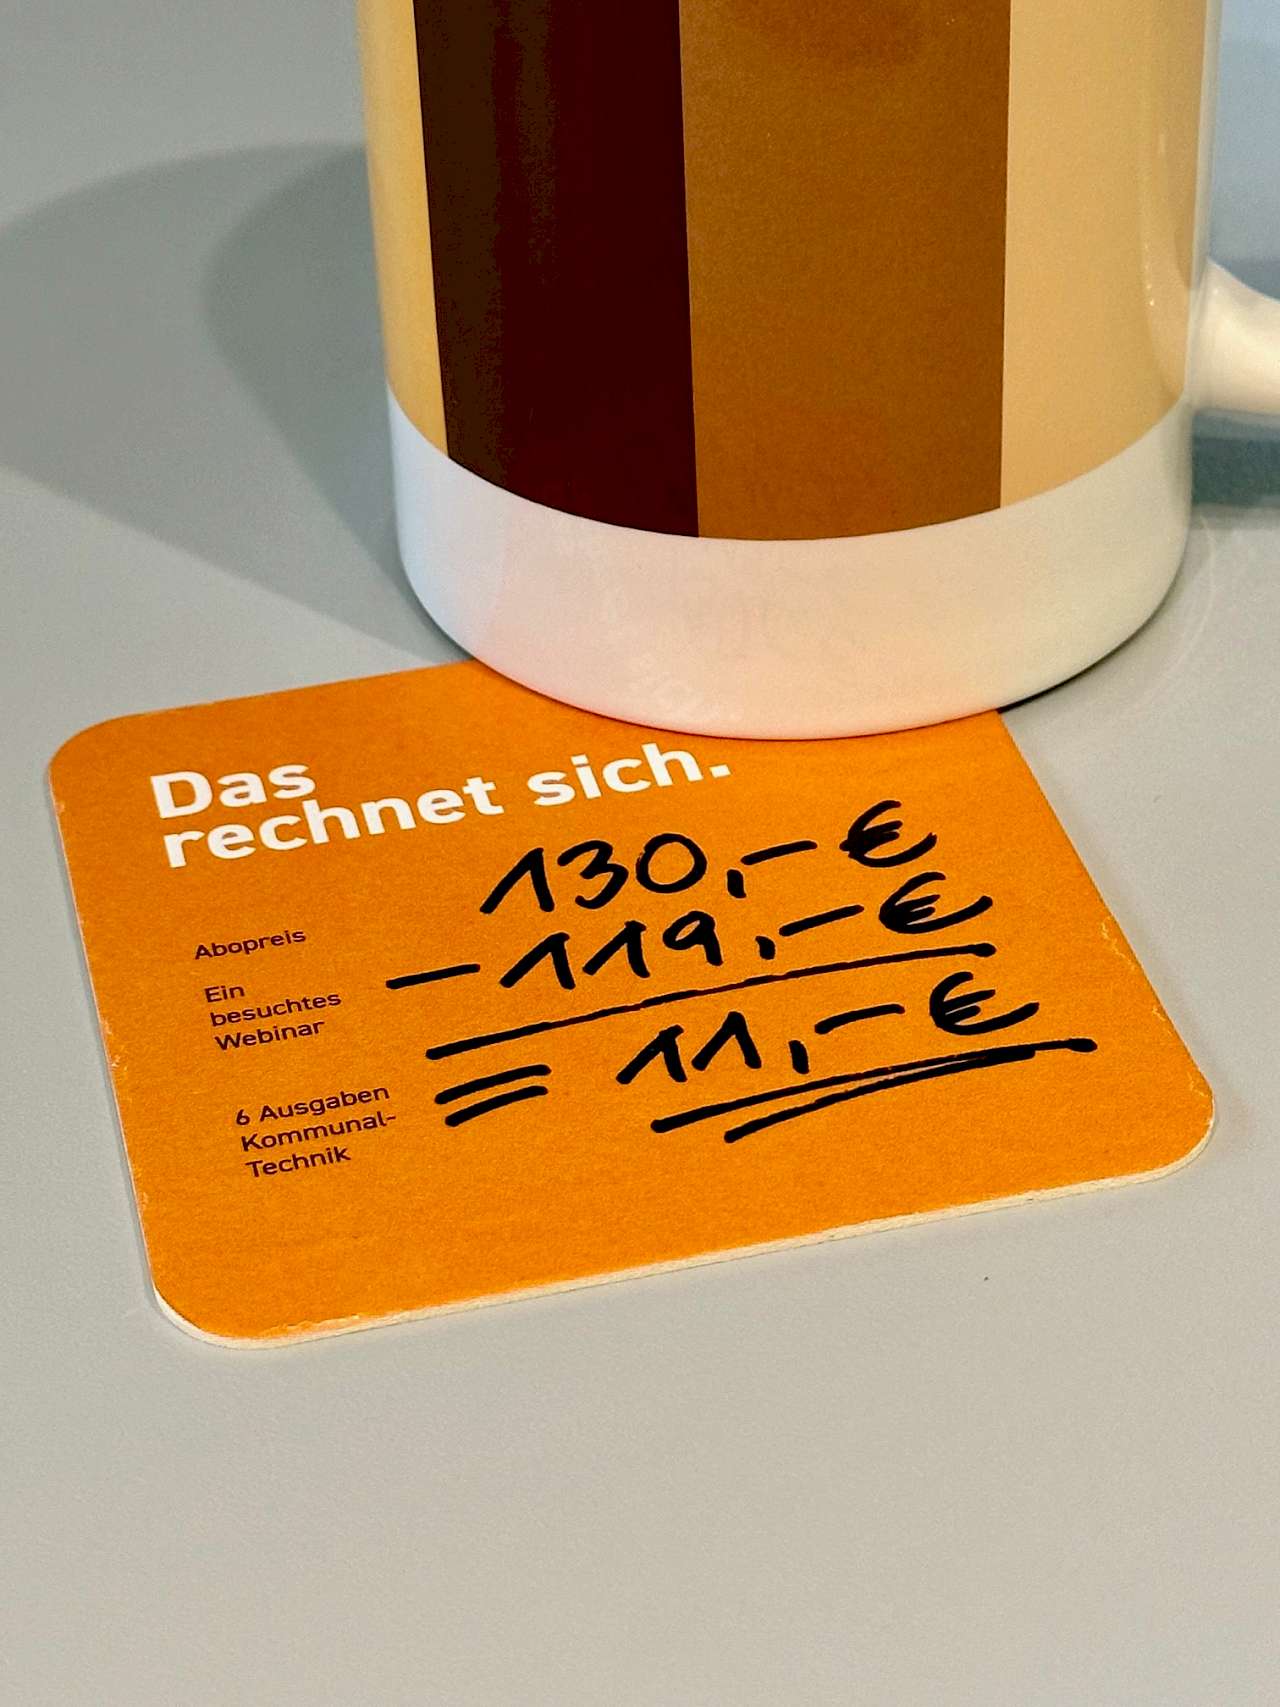 Das
rechnet sich.
Abopreis 130,– €
Ein
besuchtes
Webinar – 119,– €
6 Ausgaben
Kommunal-
Technik = 11,– €